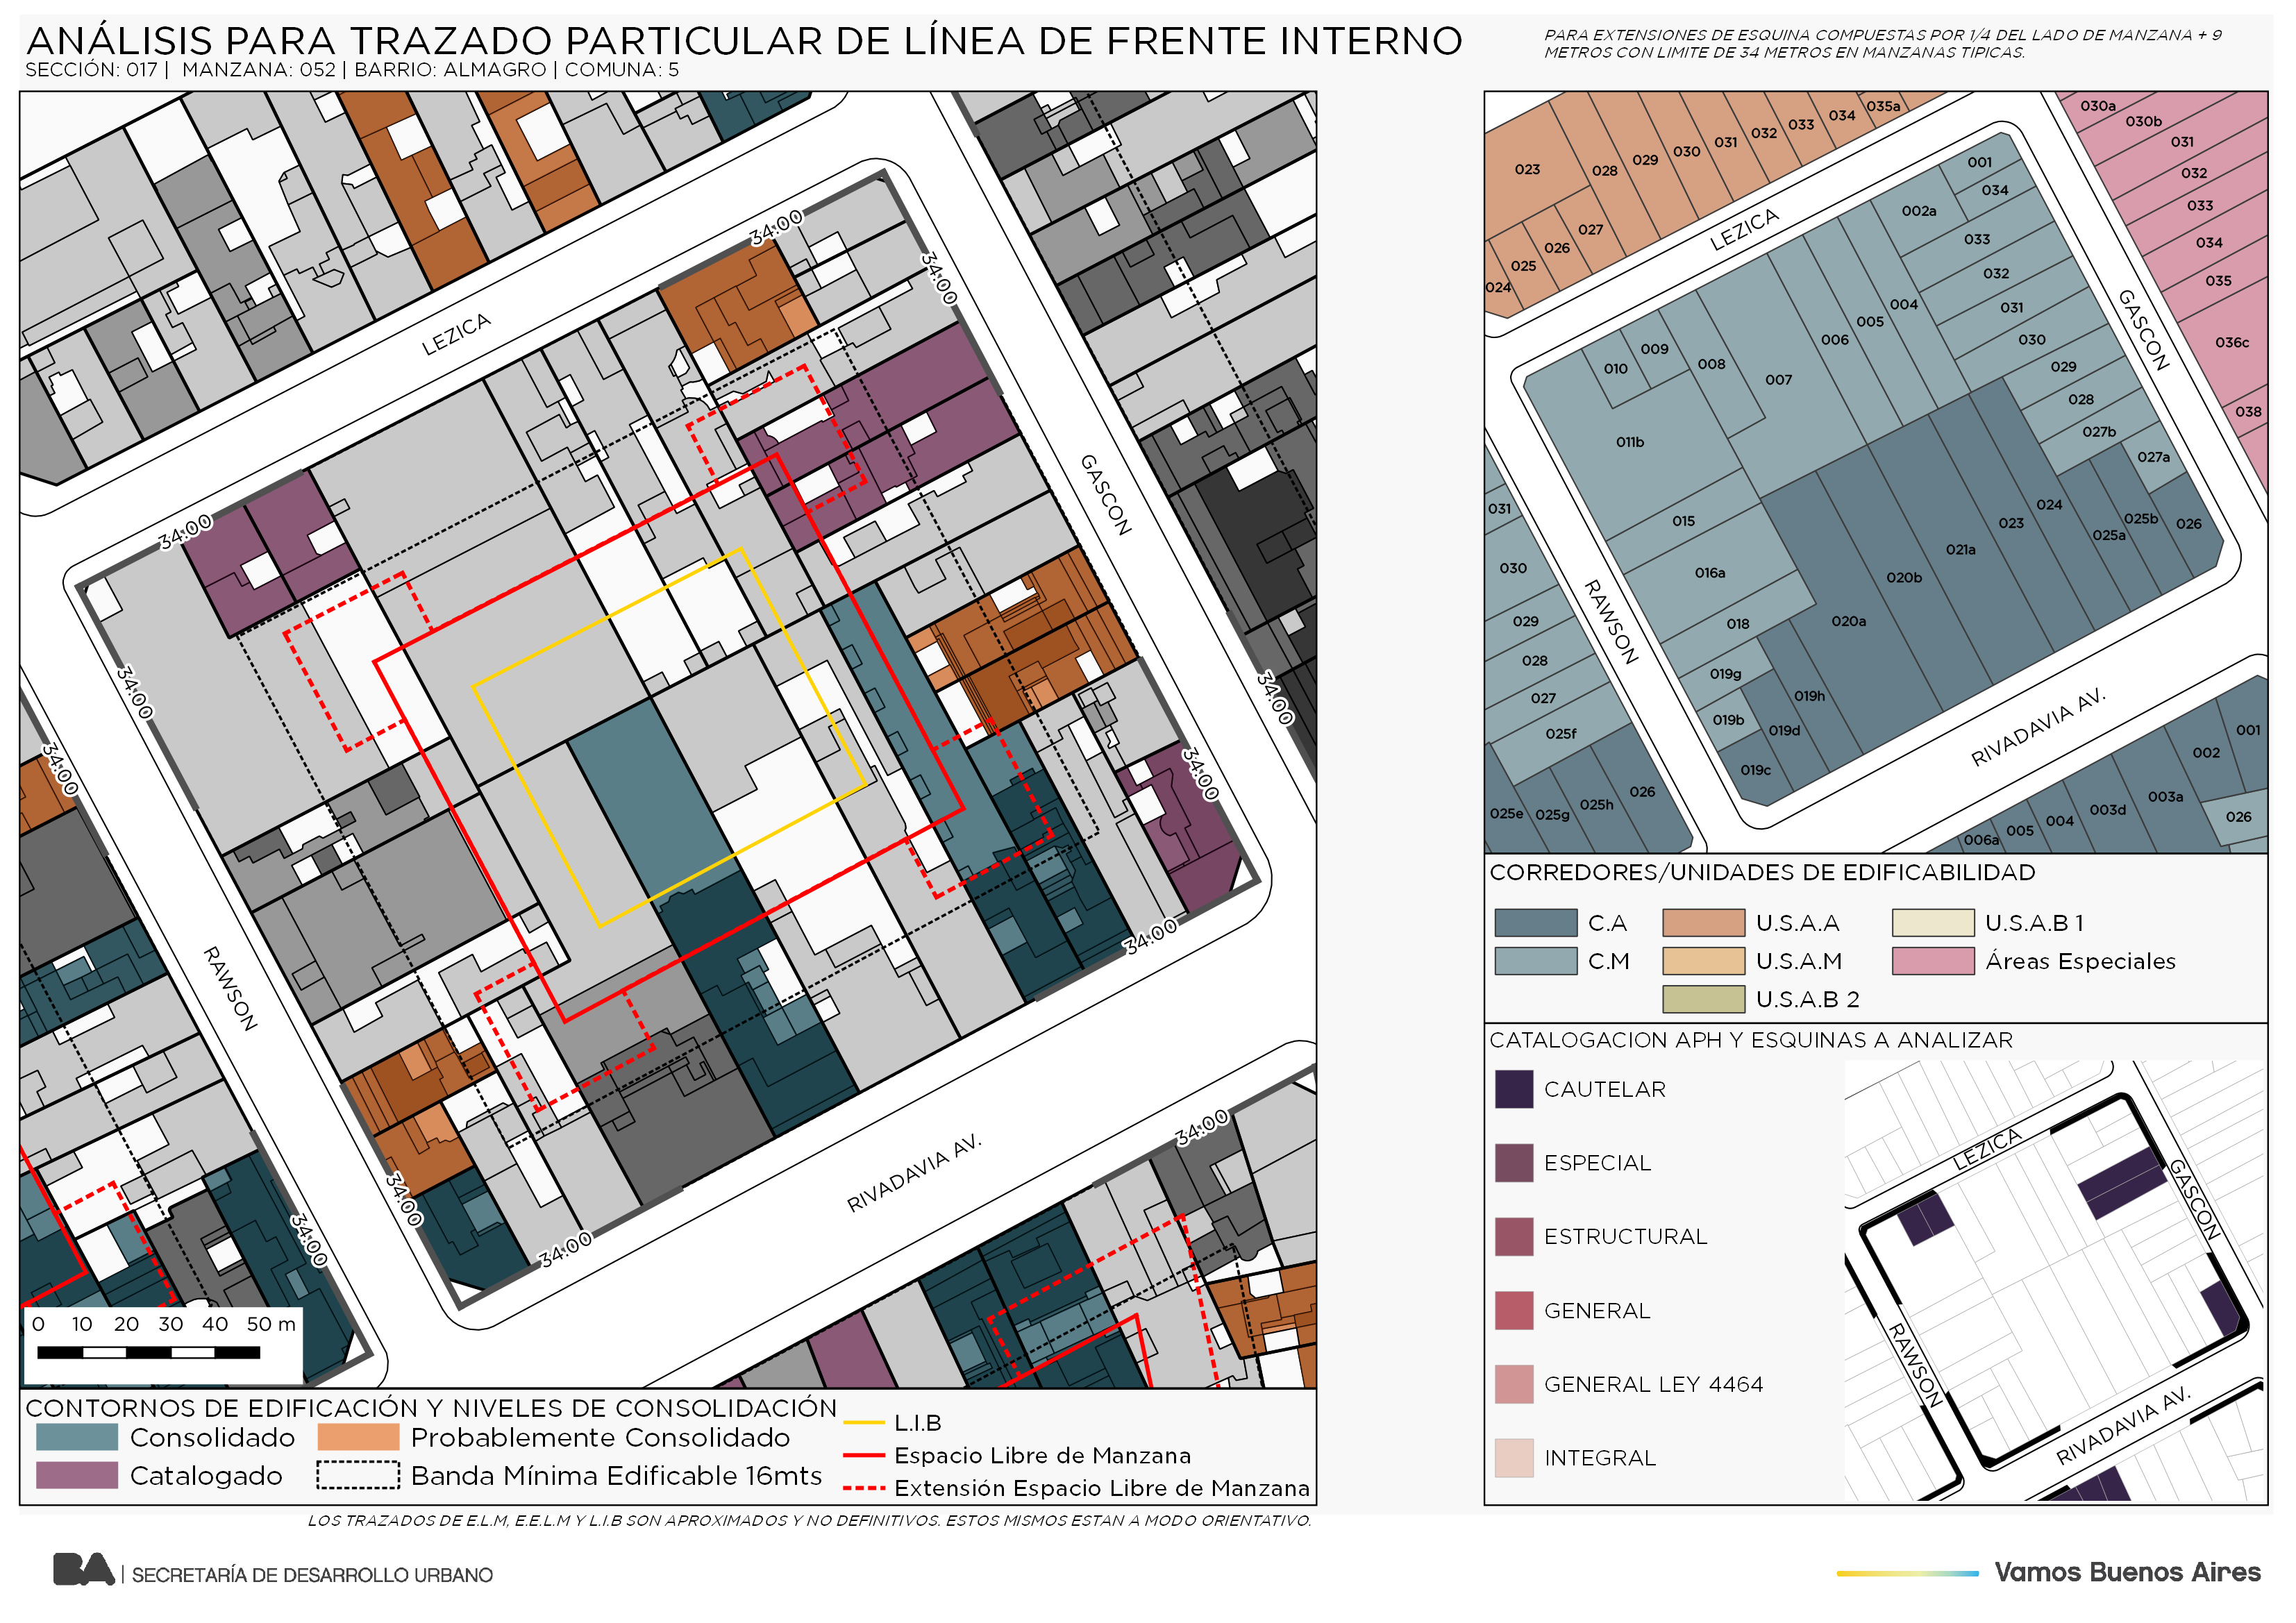 ANÁLISIS PARA TRAZADO PARTICULAR DE LÍNEA DE FRENTE INTERNO
SECCIÓN: 017 | MANZANA: 052 | BARRIO: ALMAGRO | COMUNA: 5
PARA EXTENSIONES DE ESQUINA COMPUESTAS POR 1/4 DEL LADO DE MANZANA + 9
METROS CON LIMITE DE 34 METROS EN MANZANAS TIPICAS.
34:00
34:00
LEZICA
34:00
GASCON
34:00
34:00
34:00
34:00
RAWSON
34:00
34:00
RIVADAVIA AV.
34:00
34:00
34:00
0 10 20 30 40 50 m
CONTORNOS DE EDIFICACIÓN Y NIVELES DE CONSOLIDACIÓN
Consolidado
Probablemente Consolidado
Catalogado
Banda Mínima Edificable 16mts
L.I.B
Espacio Libre de Manzana
Extensión Espacio Libre de Manzana
LOS TRAZADOS DE E.L.M, E.E.L.M Y L.I.B SON APROXIMADOS Y NO DEFINITIVOS. ESTOS MISMOS ESTAN A MODO ORIENTATIVO.
023
028
029
030
031
032
033
034
035a
024
025
026
027
030a
030b
031
032
033
034
035
036c
038
LEZICA
GASCON
RAWSON
RIVADAVIA AV.
001
034
002a
033
032
031
030
029
028
027b
027a
004
005
006
007
008
009
010
011b
015
016a
018
019g
019b
019c
019d
019h
020a
020b
021a
023
024
025a
025b
026
031
030
029
028
027
025f
025e
025g
025h
026
006a
005
004
003d
003a
002
001
026
CORREDORES/UNIDADES DE EDIFICABILIDAD
C.A
U.S.A.A
U.S.A.B 1
C.M
U.S.A.M
Áreas Especiales
U.S.A.B 2
CATALOGACION APH Y ESQUINAS A ANALIZAR
CAUTELAR
ESPECIAL
ESTRUCTURAL
GENERAL
GENERAL LEY 4464
INTEGRAL
LEZICA
GASCON
RAWSON
RIVADAVIA AV.
BA | SECRETARÍA DE DESARROLLO URBANO
Vamos Buenos Aires